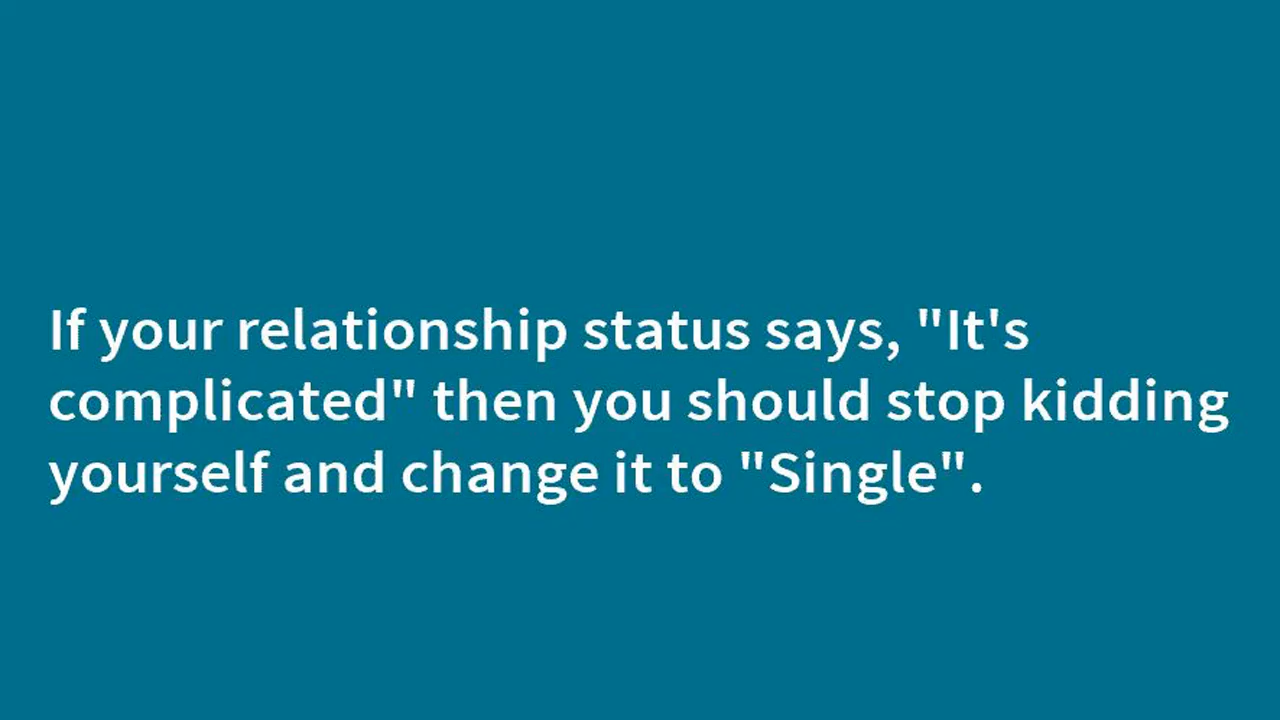 If your relationship status says, "It's
complicated" then you should stop kidding
yourself and change it to "Single".